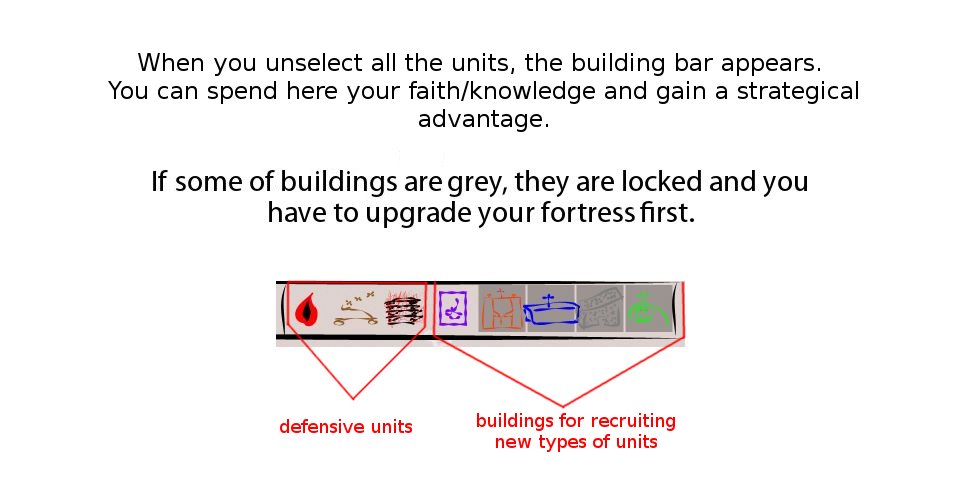 When you unselect all the units, the building bar appears.
You can spend here your faith/knowledge and gain a strategical
advantage.
If some of buildings are grey, they are locked and you
have to upgrade your fortress first.
defensive units
buildings for recruiting
new types of units